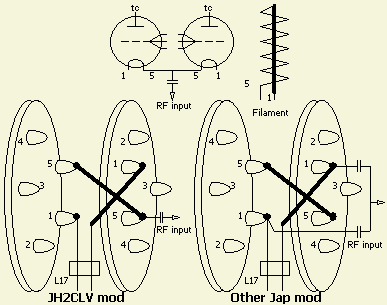 tc tc
1 5 5 1
5
RF input
1
Filament
4 2 4 2
5 1 5 1
3 3 3 3
1 5 1 5
RF input
RF input
2 4 2 4
L17 L17
JH2CLV mod Other Jap mod